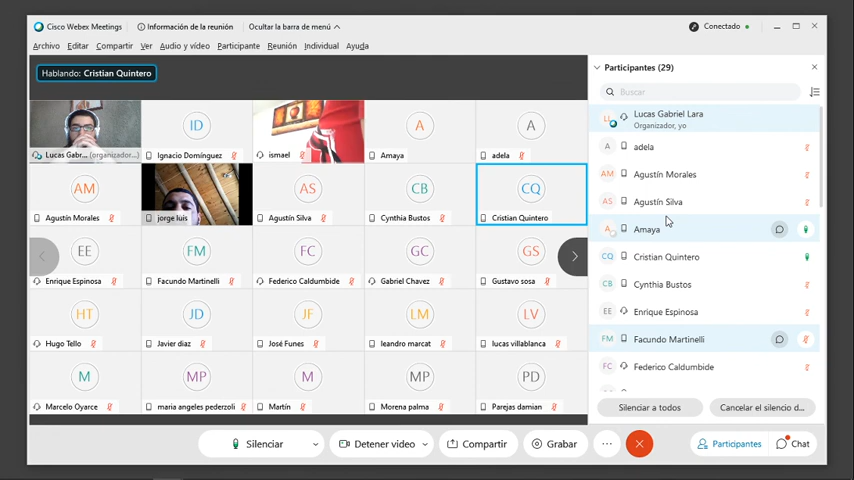 Cisco Webex Meetings
Información de la reunión
Ocultar la barra de menú
Conectado
Archivo Editar Compartir Ver Audio y vídeo Participante Reunión Individual Ayuda
Hablando: Cristian Quintero
Participantes (29)
Buscar
ID
A
A
Lucas Gabr... (organizador...)
Ignacio Domínguez
ismael
Amaya
adela
AM
AS
CB
CQ
Agustín Morales
jorge luis
Agustín Silva
Cynthia Bustos
Cristian Quintero
EE
FM
FC
GC
GS
Enrique Espinosa
Facundo Martinelli
Federico Caldumbide
Gabriel Chavez
Gustavo sosa
HT
JD
JF
LM
LV
Hugo Tello
Javier diaz
José Funes
leandro marcat
lucas villablanca
M
MP
M
MP
PD
Marcelo Oyarce
maria angeles pederzoli
Martín
Morena palma
Parejas damian
Lucas Gabriel Lara
Organizador, yo
A adela
AM Agustín Morales
AS Agustín Silva
Amaya
CQ Cristian Quintero
CB Cynthia Bustos
EE Enrique Espinosa
FM Facundo Martinelli
FC Federico Caldumbide
Silenciar a todos
Cancelar el silencio d...
Silenciar
Detener video
Compartir
Grabar
Participantes
Chat